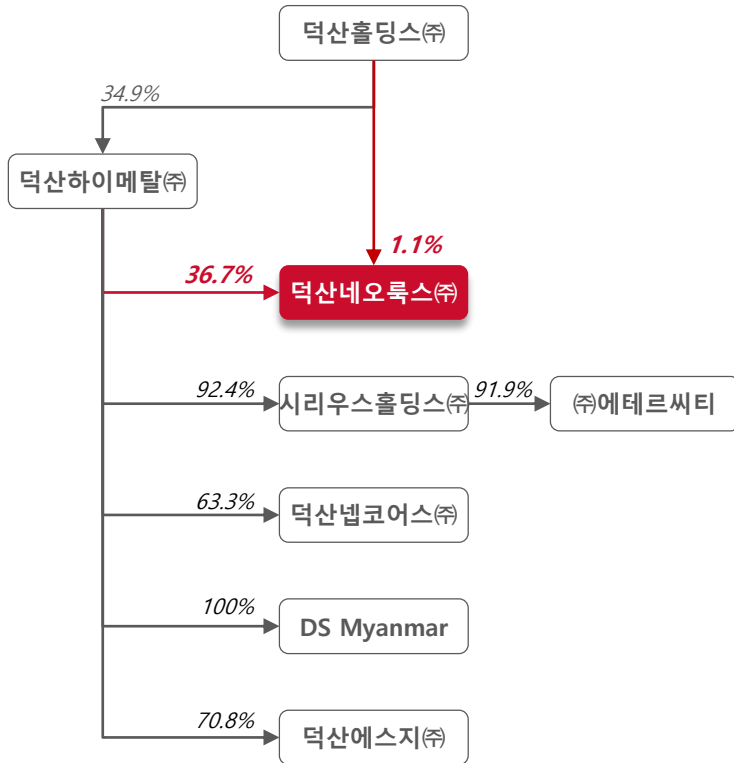 덕산홀딩스㈜
34.9%
덕산하이메탈㈜
1.1%
36.7%
덕산네오룩스㈜
92.4%
시리우스홀딩스㈜
91.9%
㈜에테르씨티
63.3%
덕산넵코어스㈜
100%
DS Myanmar
70.8%
덕산에스지㈜